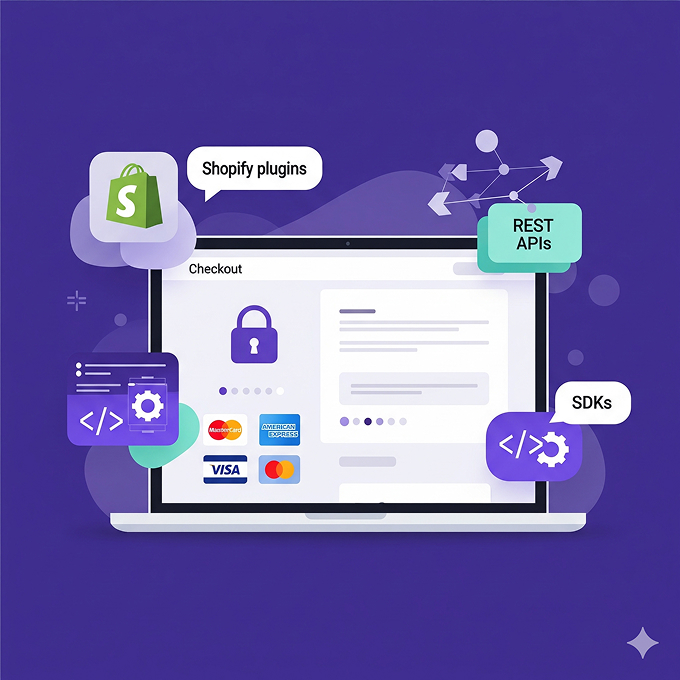 Shopify plugins
S
REST
APIs
Checkout
</>
SDKs
</>
MasterCard
AMERICAN
EXPRESS
VISA